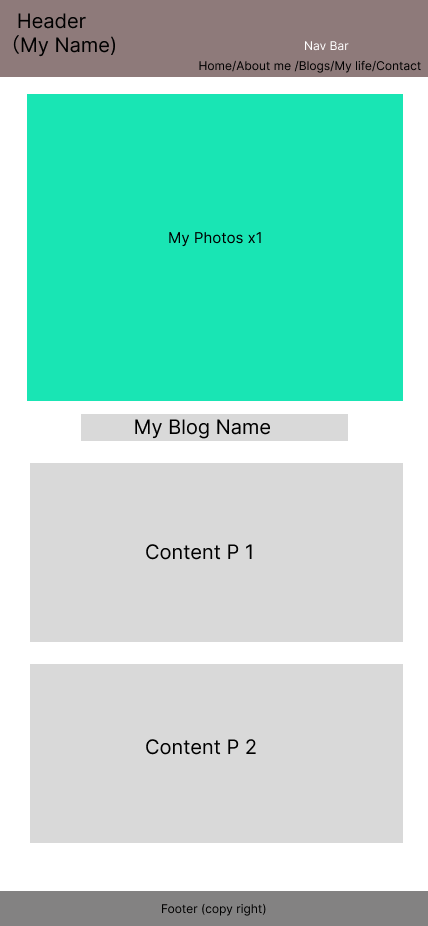 Header
(My Name)
Nav Bar
Home/About me /Blogs/My life/Contact
My Photos x1
My Blog Name
Content P 1
Content P 2
Footer (copy right)